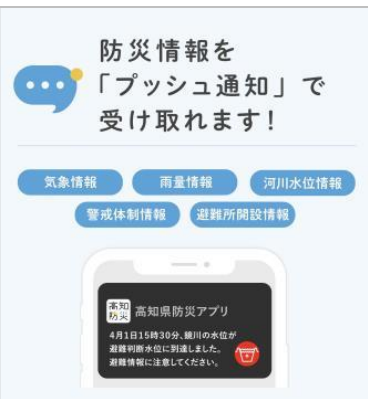 防災情報を
「プッシュ通知」で
受け取れます!
気象情報 雨量情報 河川水位情報
警戒体制情報 避難所開設情報
高知
防災
高知県防災アプリ
4月1日15時30分、鏡川の水位が
避難判断水位に到達しました。
避難情報に注意してください。